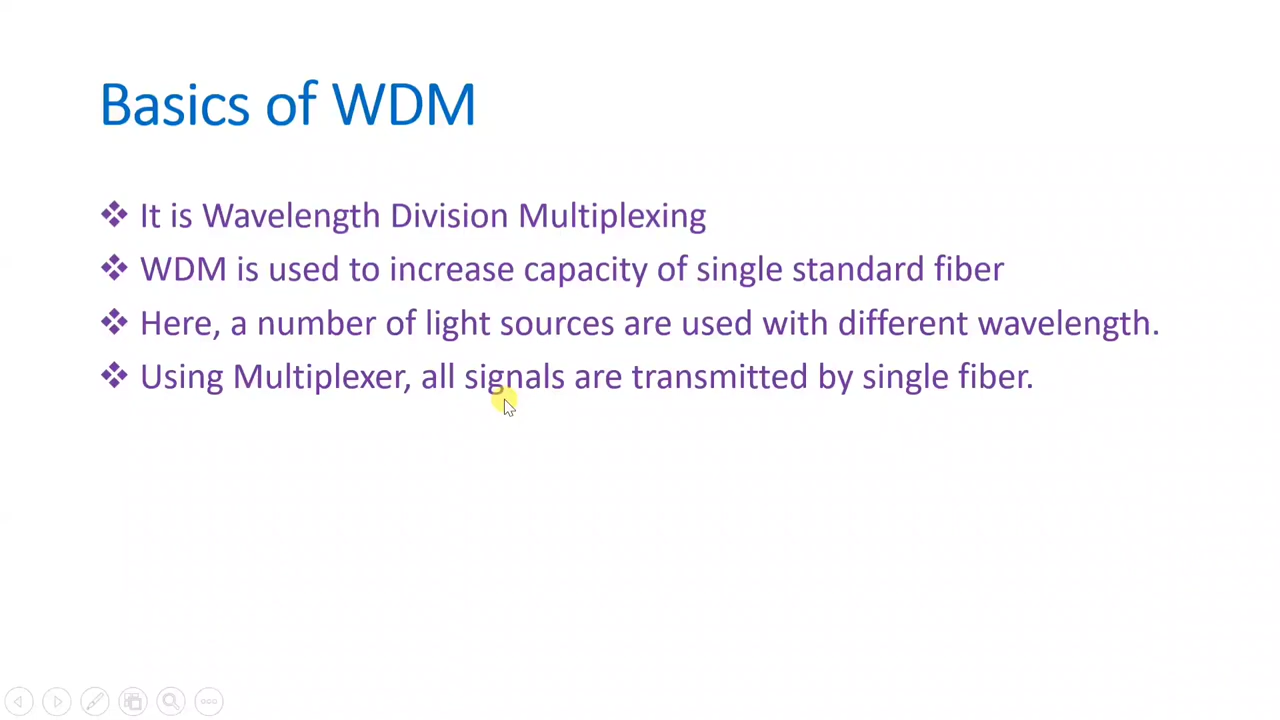 Basics of WDM
It is Wavelength Division Multiplexing
WDM is used to increase capacity of single standard fiber
Here, a number of light sources are used with different wavelength.
Using Multiplexer, all signals are transmitted by single fiber.